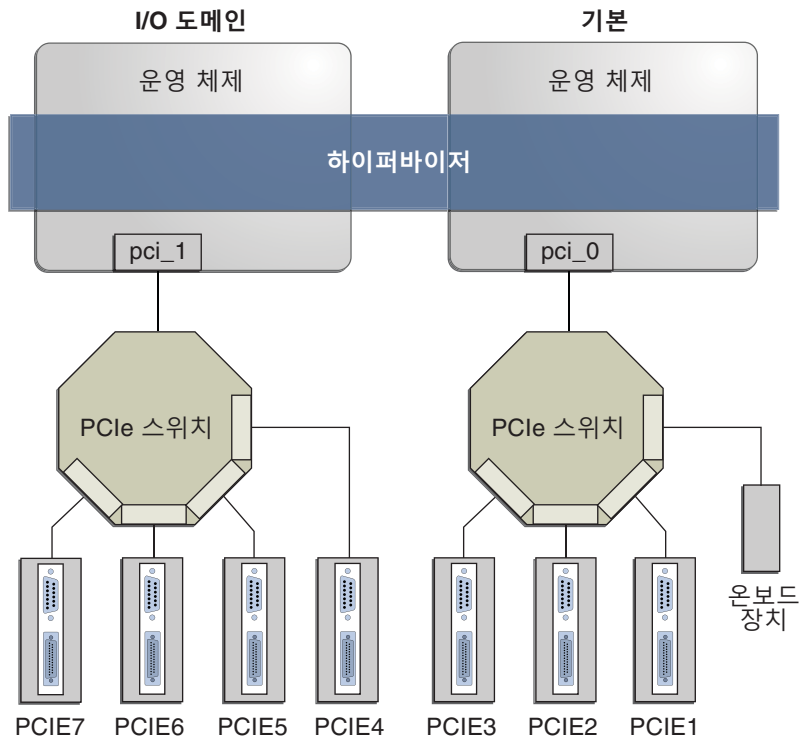 I/O 도메인
기본
운영 체제
운영 체제
하이퍼바이저
pci_1
pci_0
PCIe 스위치
PCIe 스위치
온보드
장치
PCIE7
PCIE6
PCIE5
PCIE4
PCIE3
PCIE2
PCIE1